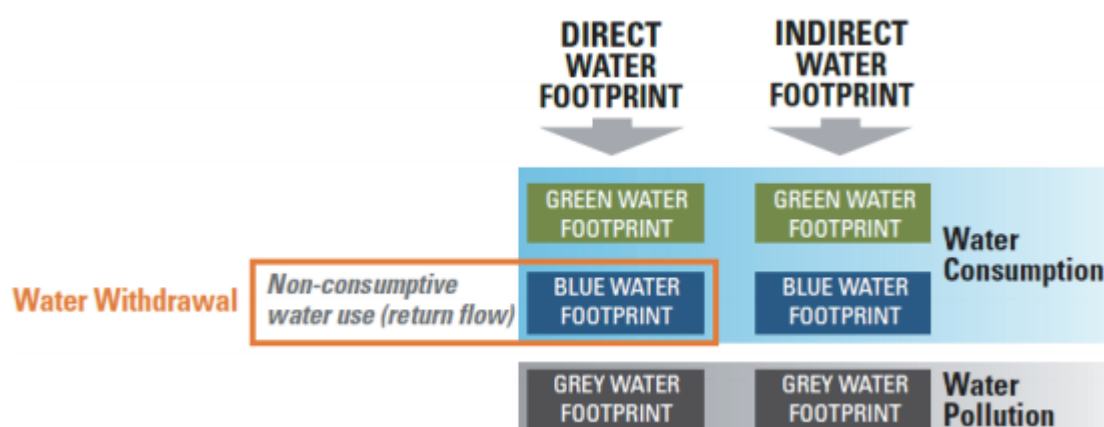 DIRECT
WATER
FOOTPRINT
INDIRECT
WATER
FOOTPRINT
GREEN WATER
FOOTPRINT
GREEN WATER
FOOTPRINT
Water
Consumption
Water Withdrawal
Non-consumptive
water use (return flow)
BLUE WATER
FOOTPRINT
BLUE WATER
FOOTPRINT
GREY WATER
FOOTPRINT
GREY WATER
FOOTPRINT
Water
Pollution